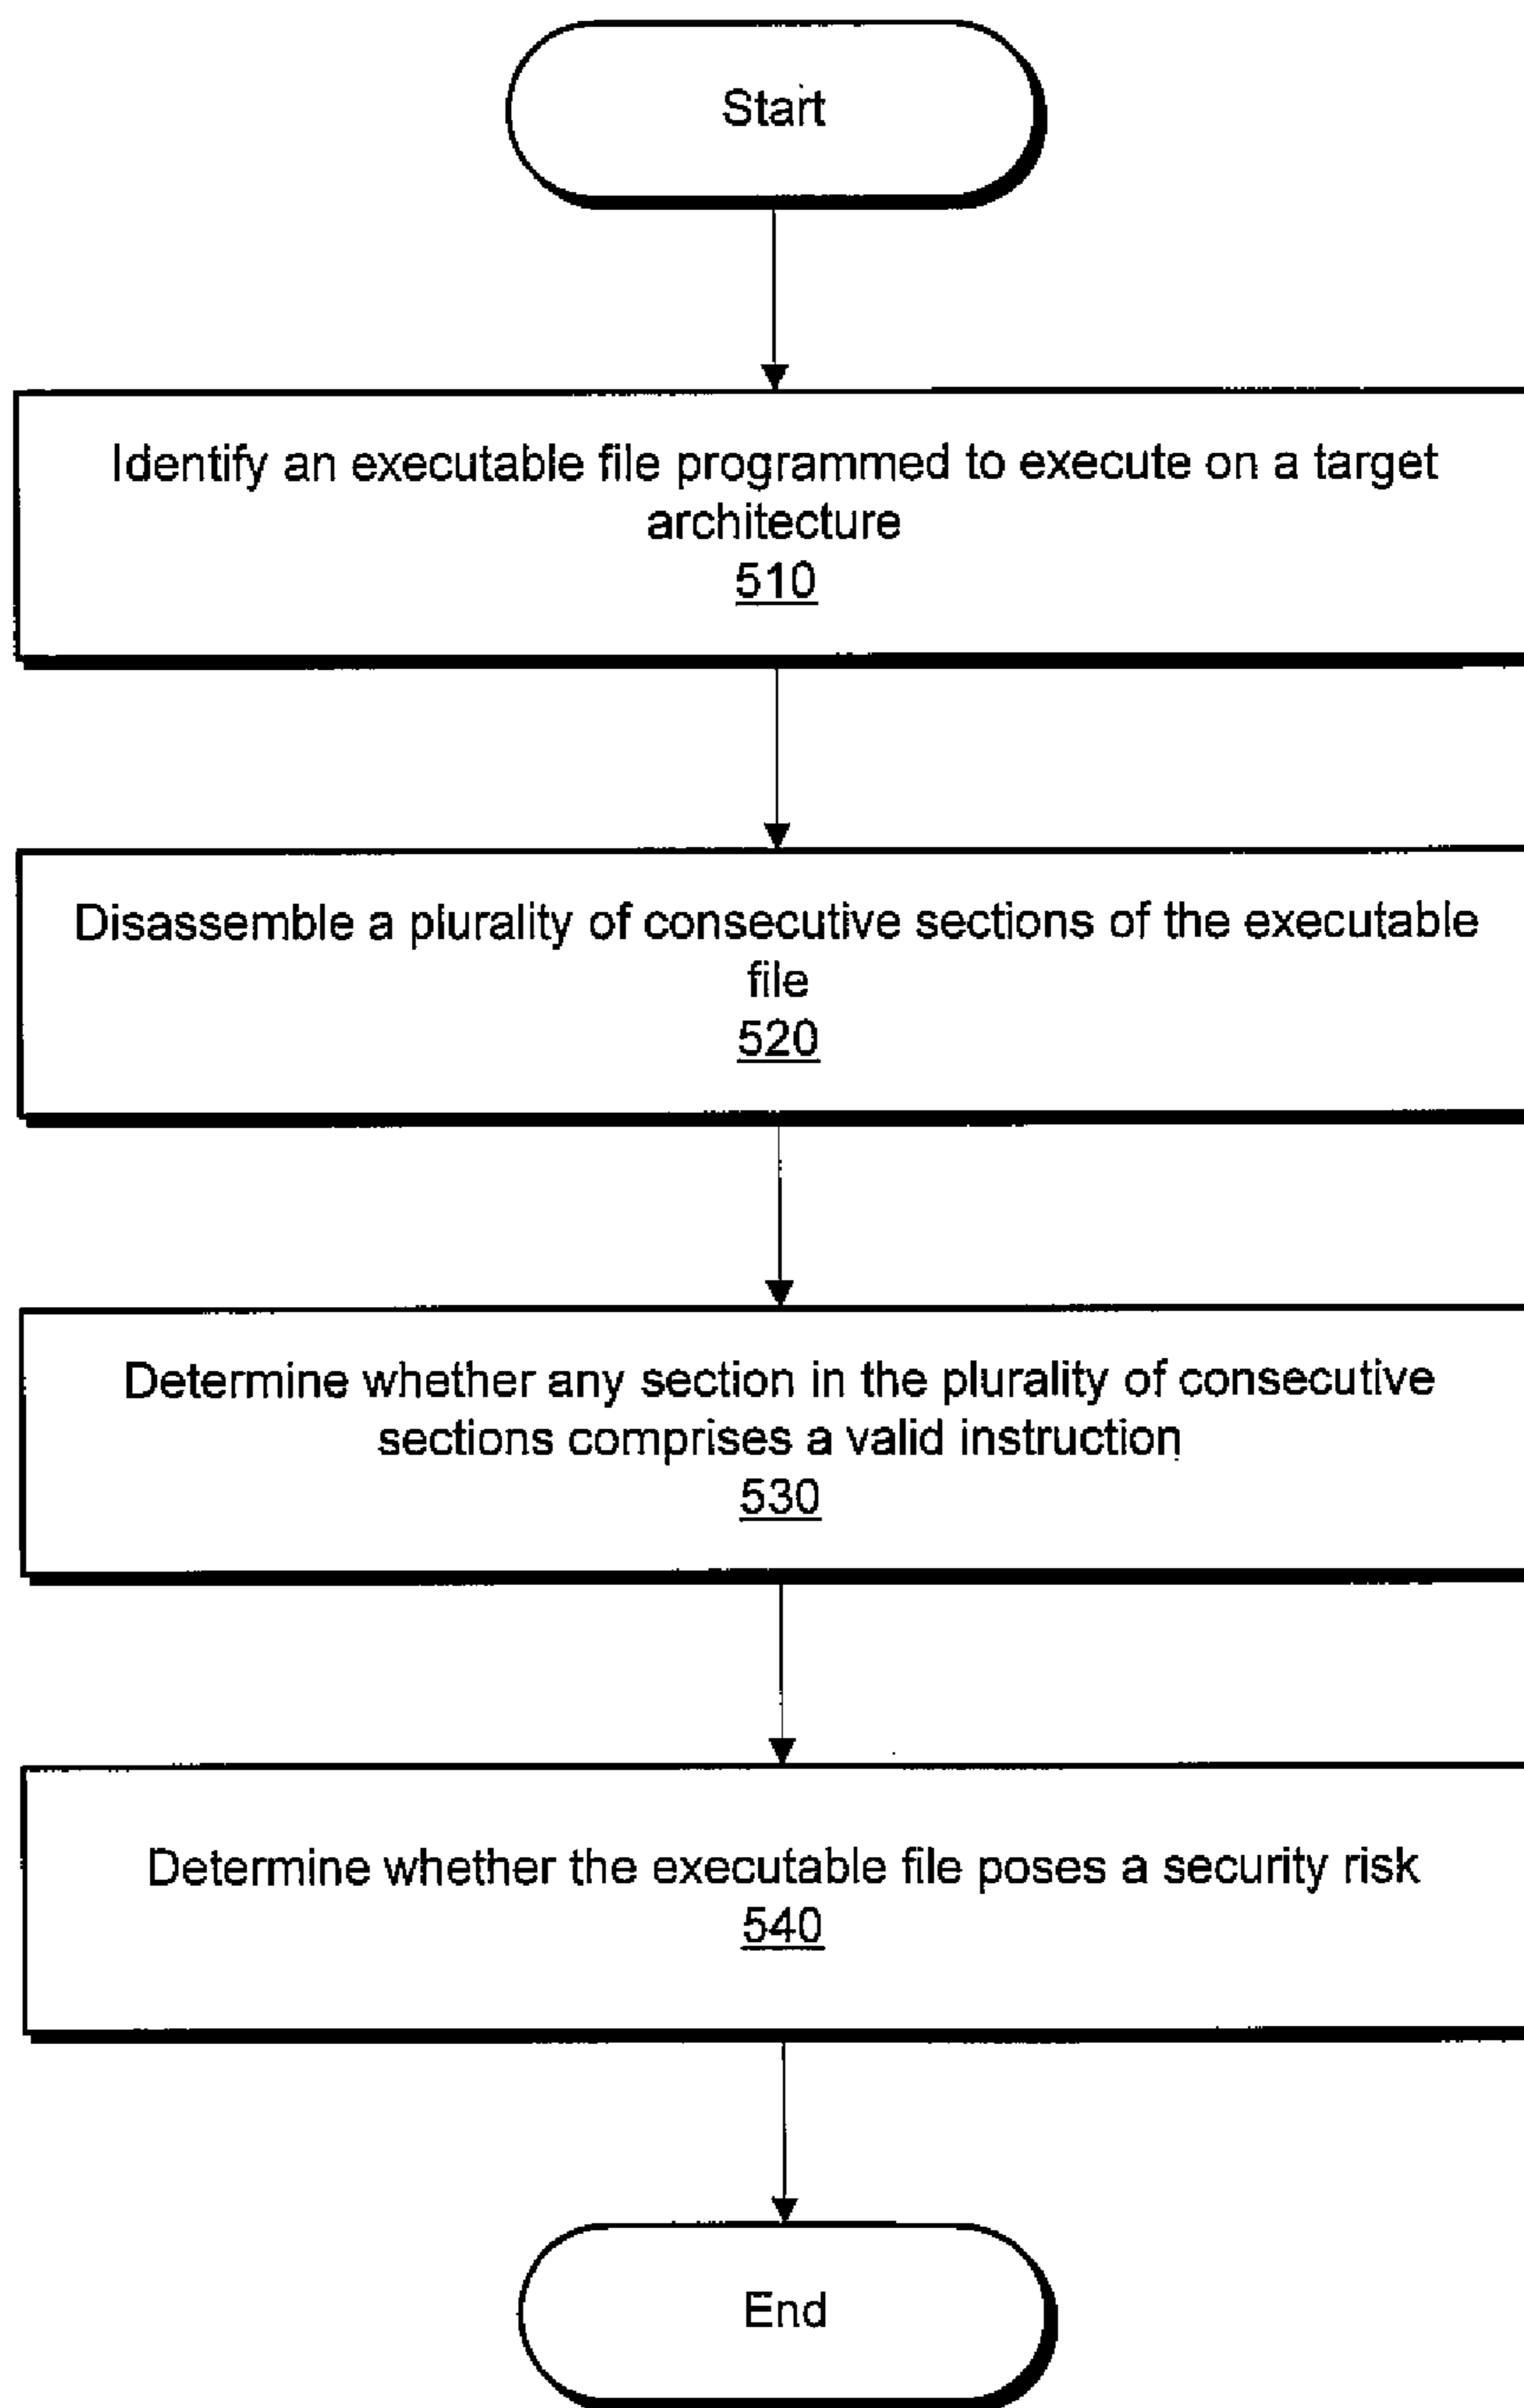 Start
Identify an executable file programmed to execute on a target
architecture
510
Disassemble a plurality of consecutive sections of the executable
file
520
Determine whether any section in the plurality of consecutive
sections comprises a valid instruction
530
Determine whether the executable file poses a security risk
540
End